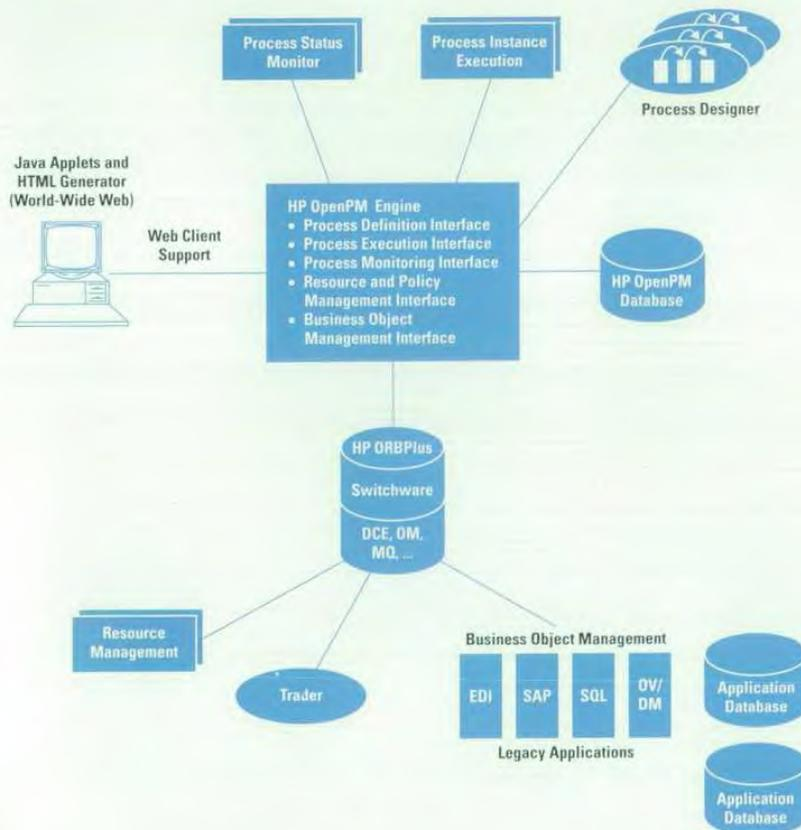 Process Status
Monitor
Process Instance
Execution
Process Designer
Java Applets and
HTML Generator
(World-Wide Web)
Web Client
Support
HP OpenPM Engine
• Process Definition Interface
• Process Execution Interface
• Process Monitoring Interface
• Resource and Policy
Management Interface
• Business Object
Management Interface
HP OpenPM
Database
HP ORBPlus
Switchware
DCE, OM,
MQ, ...
Resource
Management
Trader
Business Object Management
EDI
SAP
SQL
OV/
DM
Legacy Applications
Application
Database
Application
Database